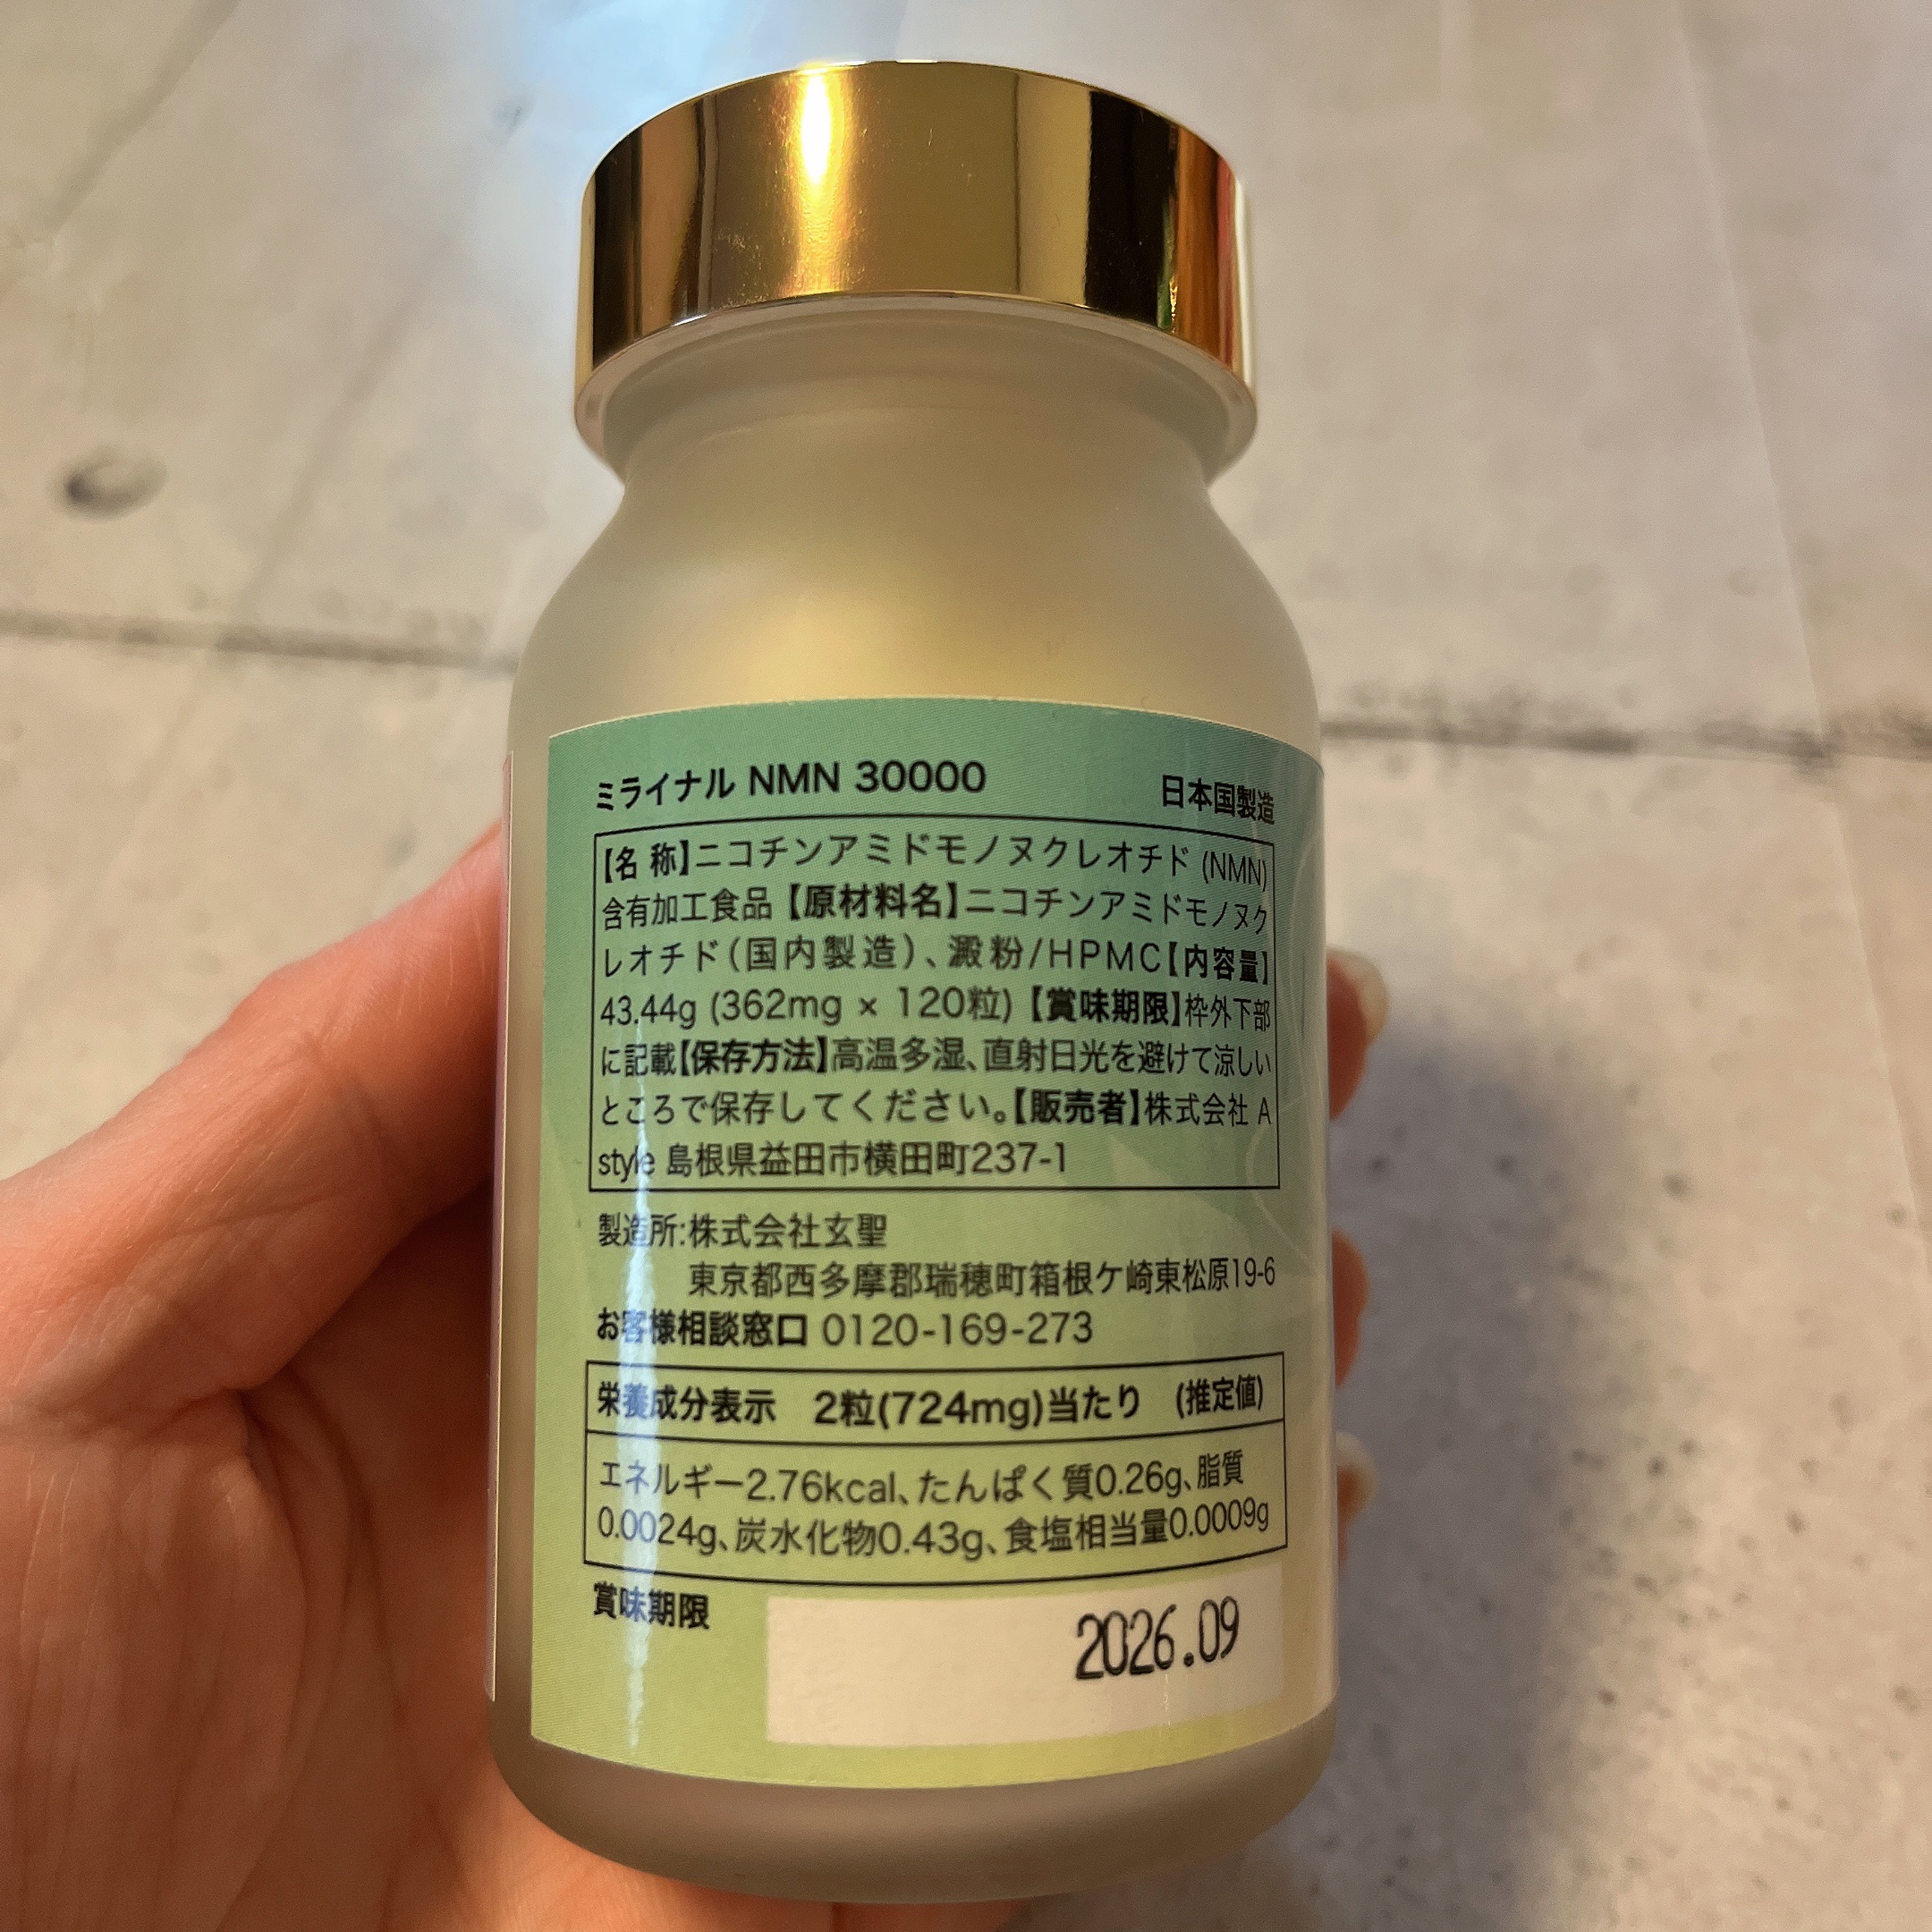 ミライナル NMN 30000 日本国製造
【名 称】ニコチンアミドモノヌクレオチド (NMN)
含有加工食品【原材料名】ニコチンアミドモノヌク
レオチド(国内製造)、澱粉/HPMC【内容量】
43.44g (362mg × 120粒)【賞味期限】枠外下部
に記載【保存方法】高温多湿、直射日光を避けて涼しい
ところで保存してください。【販売者】株式会社 A
style 島根県益田市横田町237-1
製造所:株式会社玄聖
東京都西多摩郡瑞穂町箱根ケ崎東松原19-6
お客様相談窓口 0120-169-273
栄養成分表示 2粒(724mg)当たり (推定値)
エネルギー2.76kcal、たんぱく質0.26g、脂質
0.0024g、炭水化物0.43g、食塩相当量0.0009g
賞味期限 2026.09